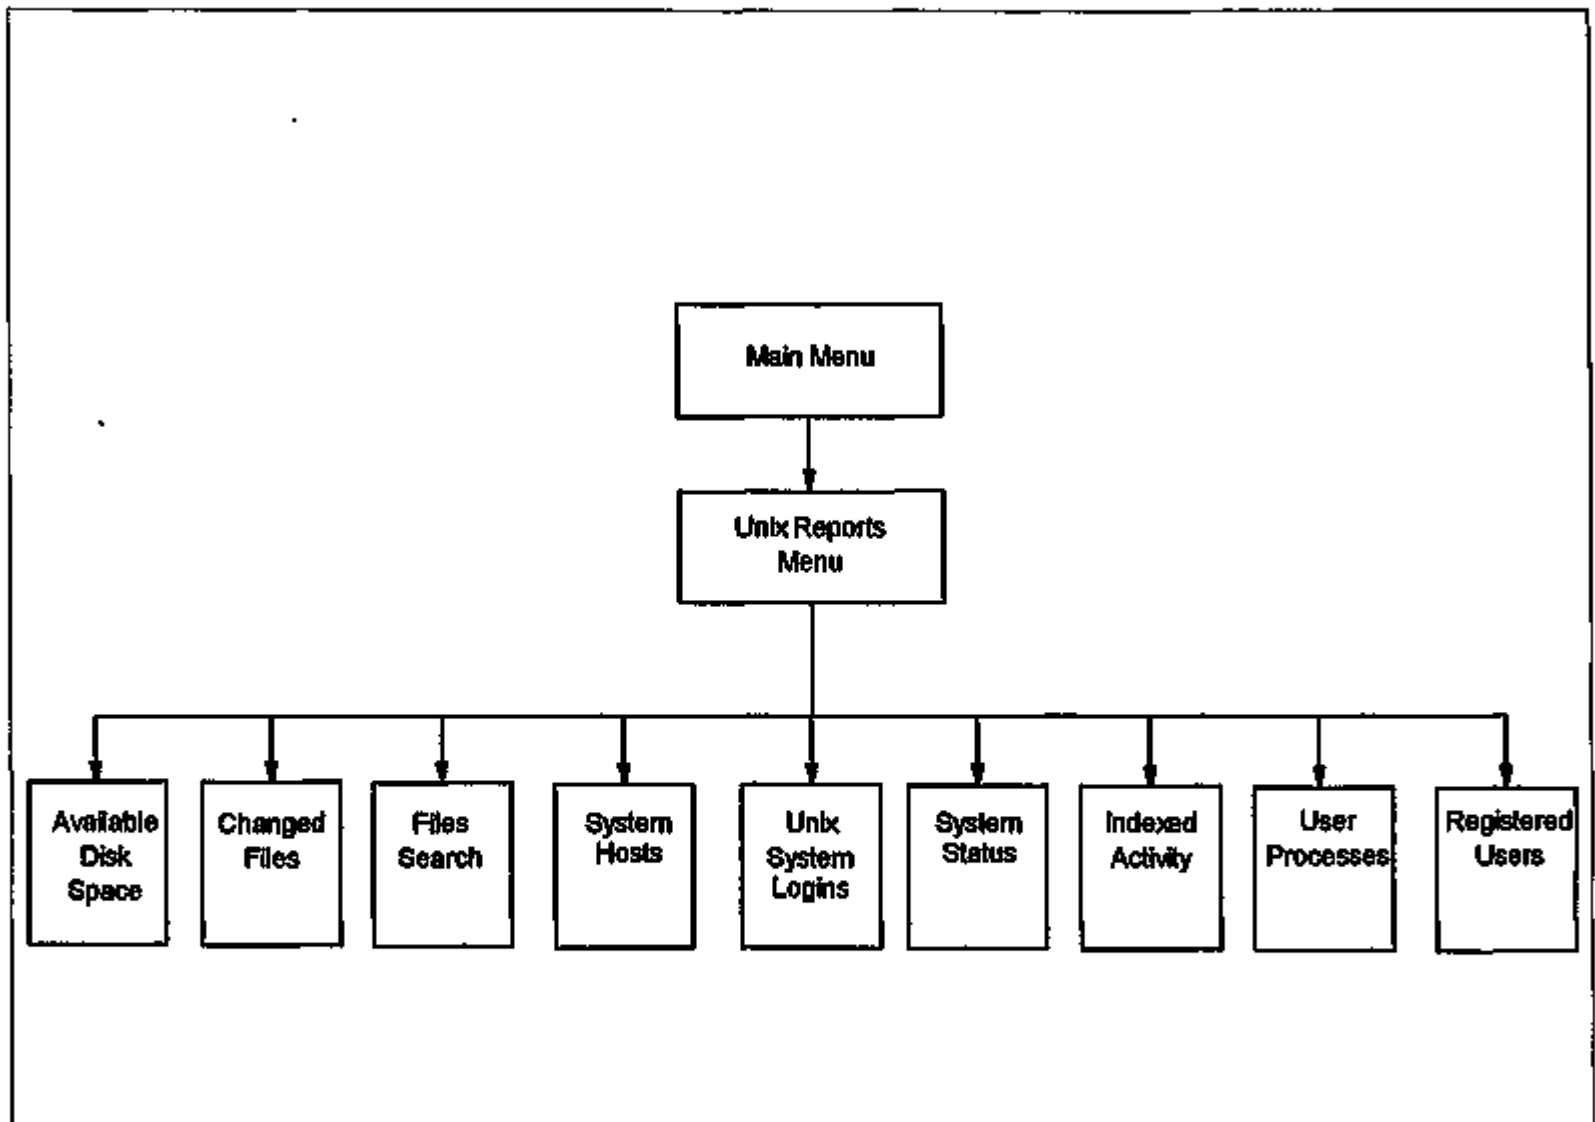 Main Menu
Unix Reports
Menu
Available
Disk
Space
Changed
Files
Files
Search
System
Hosts
Unix
System
Logins
System
Status
Indexed
Activity
User
Processes
Registered
Users